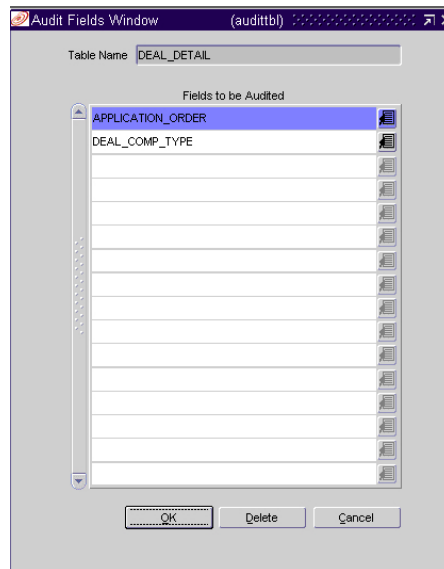 Audit Fields Window (audittbl)
Table Name DEAL_DETAIL
Fields to be Audited
APPLICATION_ORDER
DEAL_COMP_TYPE
OK Delete Cancel